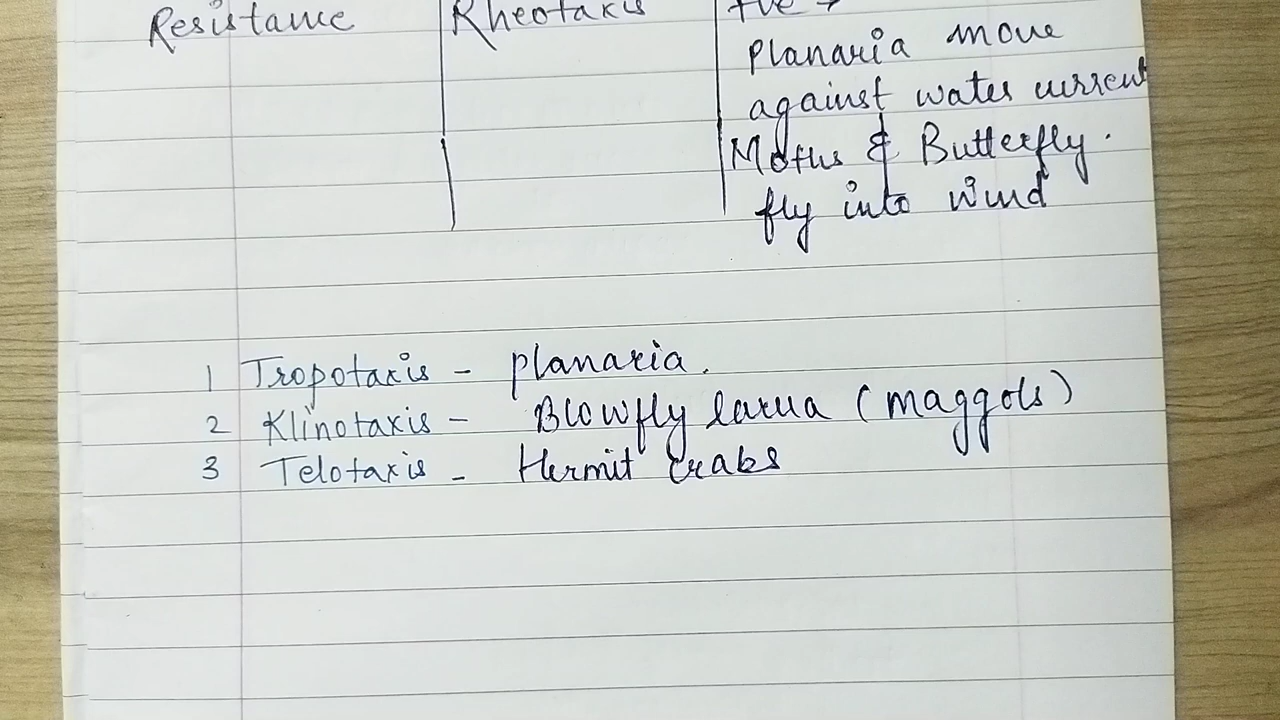 Resistance Rheotaxis +ve →
Planaria move
against water current
Moths & Butterfly.
fly into wind
1 Tropotaxis - Planaria.
2 Klinotaxis - Blowfly larva (maggots)
3 Telotaxis - Hermit crabs